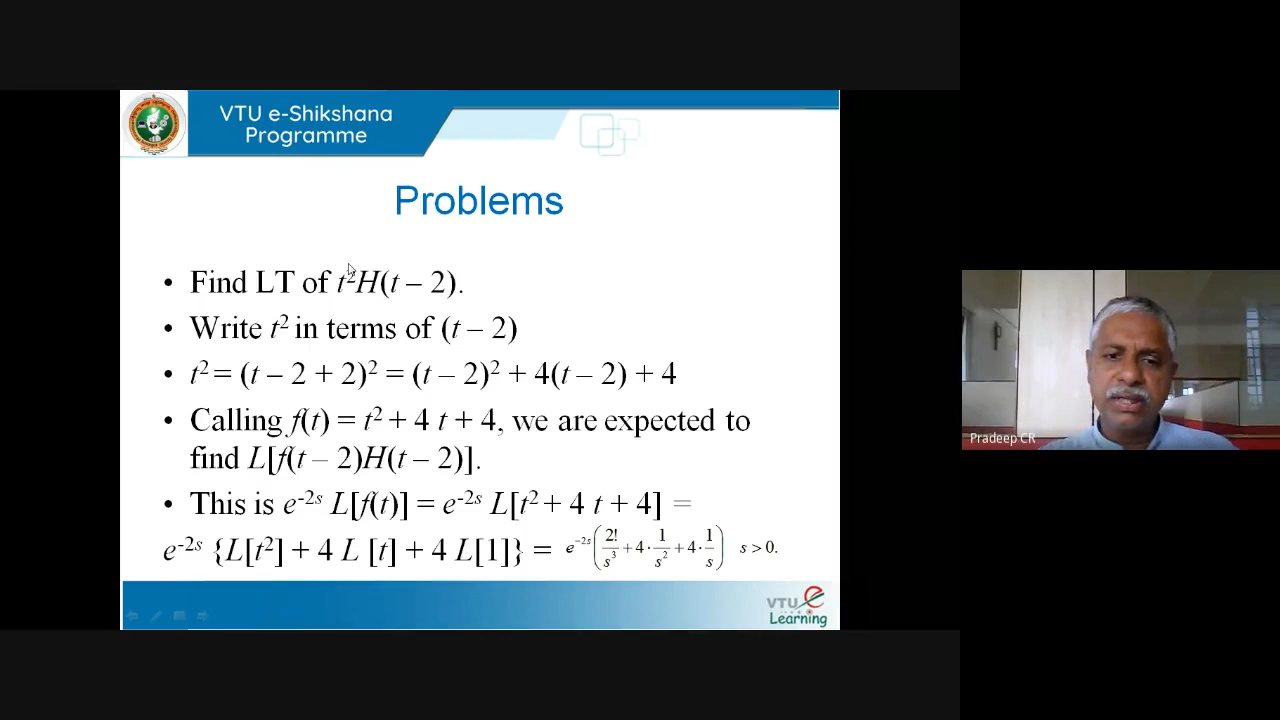 VTU e-Shikshana
Programme
Problems
• Find LT of t²H(t – 2).
• Write t² in terms of (t – 2)
• t² = (t – 2 + 2)² = (t – 2)² + 4(t – 2) + 4
• Calling f(t) = t² + 4 t + 4, we are expected to
find L[f(t – 2)H(t – 2)].
• This is e⁻²ˢ L[f(t)] = e⁻²ˢ L[t² + 4 t + 4] =
e⁻²ˢ {L[t²] + 4 L [t] + 4 L[1]} = e⁻²ˢ(2!/s³ + 4·1/s² + 4·1/s) s > 0.
VTU e
Learning
Pradeep CR